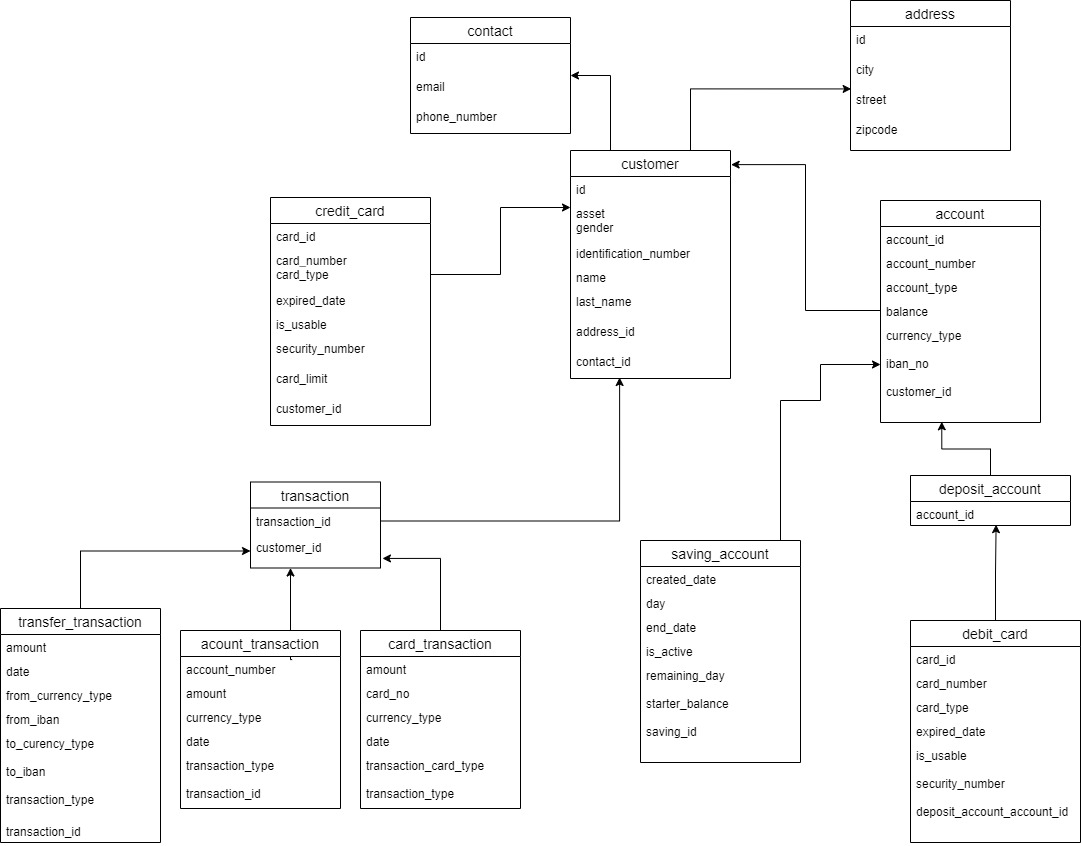 address
id
city
street
zipcode
contact
id
email
phone_number
customer
id
asset
gender
identification_number
name
last_name
address_id
contact_id
credit_card
card_id
card_number
card_type
expired_date
is_usable
security_number
card_limit
customer_id
account
account_id
account_number
account_type
balance
currency_type
iban_no
customer_id
transaction
transaction_id
customer_id
deposit_account
account_id
saving_account
created_date
day
end_date
is_active
remaining_day
starter_balance
saving_id
transfer_transaction
amount
date
from_currency_type
from_iban
to_curency_type
to_iban
transaction_type
transaction_id
acount_transaction
account_number
amount
currency_type
date
transaction_type
transaction_id
card_transaction
amount
card_no
currency_type
date
transaction_card_type
transaction_type
debit_card
card_id
card_number
card_type
expired_date
is_usable
security_number
deposit_account_account_id